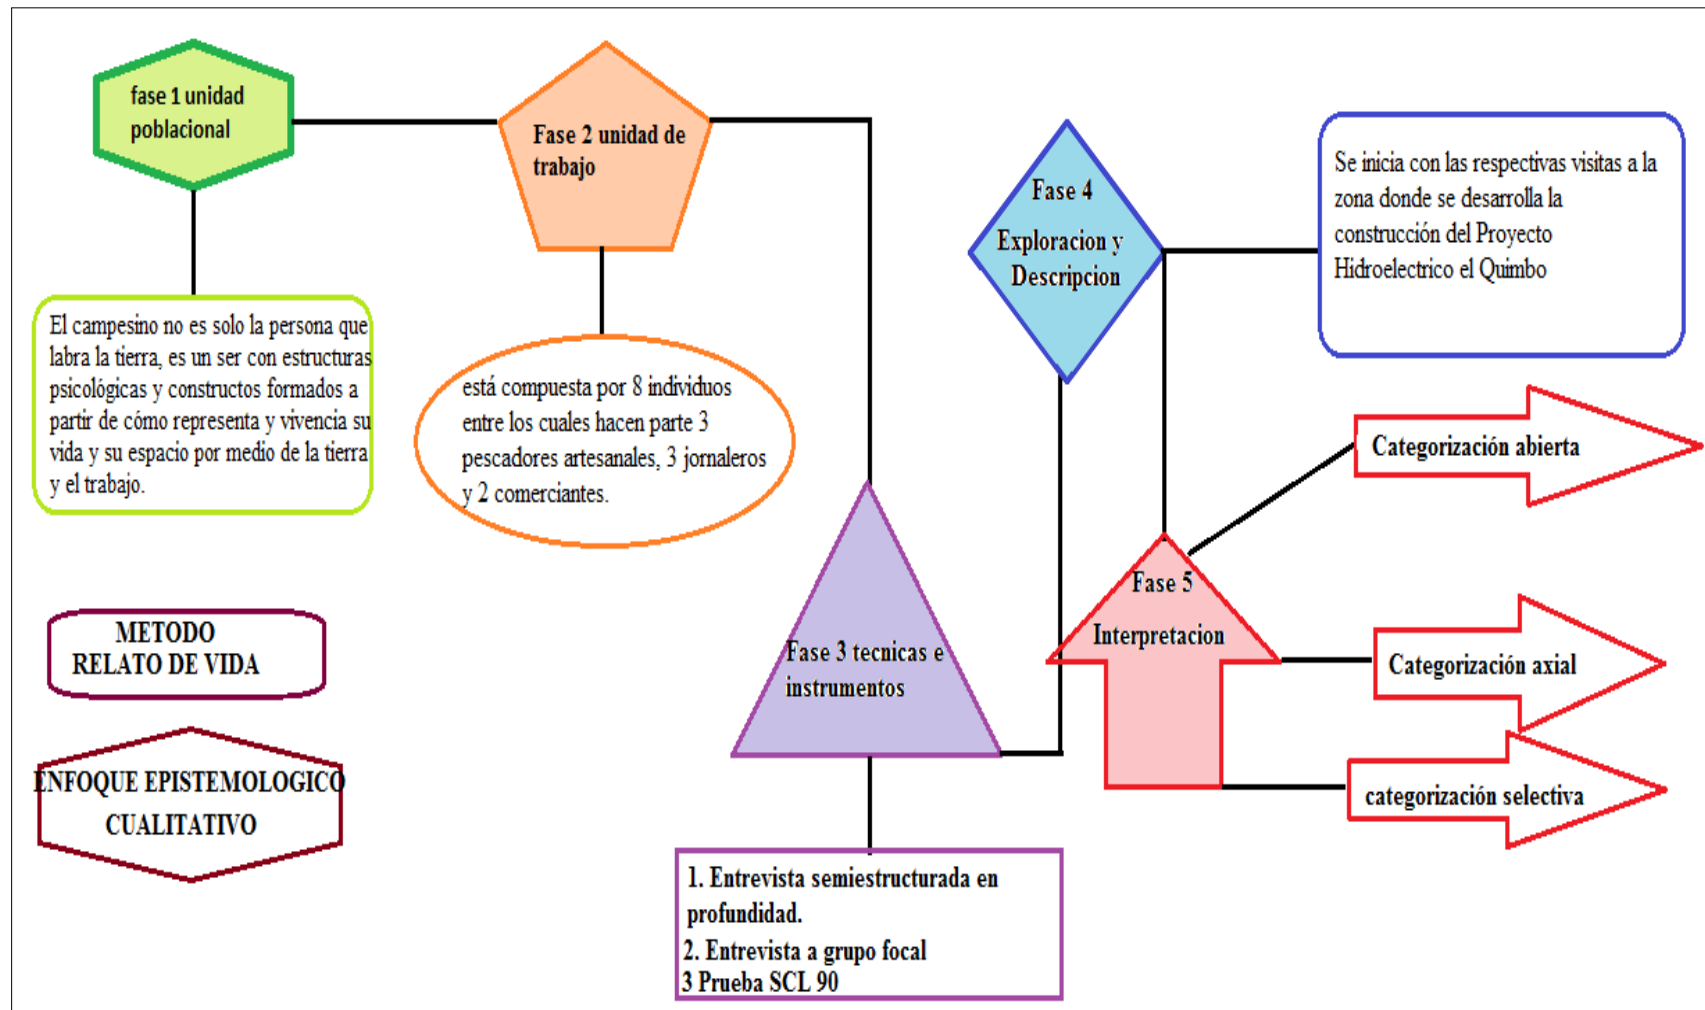 fase 1 unidad
poblacional
El campesino no es solo la persona que
labra la tierra, es un ser con estructuras
psicológicas y constructos formados a
partir de cómo representa y vivencia su
vida y su espacio por medio de la tierra
y el trabajo.
Fase 2 unidad de
trabajo
está compuesta por 8 individuos
entre los cuales hacen parte 3
pescadores artesanales, 3 jornaleros
y 2 comerciantes.
Fase 3 tecnicas e
instrumentos
1. Entrevista semiestructurada en
profundidad.
2. Entrevista a grupo focal
3 Prueba SCL 90
Fase 4
Exploracion y
Descripcion
Se inicia con las respectivas visitas a la
zona donde se desarrolla la
construcción del Proyecto
Hidroelectrico el Quimbo
Fase 5
Interpretacion
Categorización abierta
Categorización axial
categorización selectiva
METODO
RELATO DE VIDA
ENFOQUE EPISTEMOLOGICO
CUALITATIVO